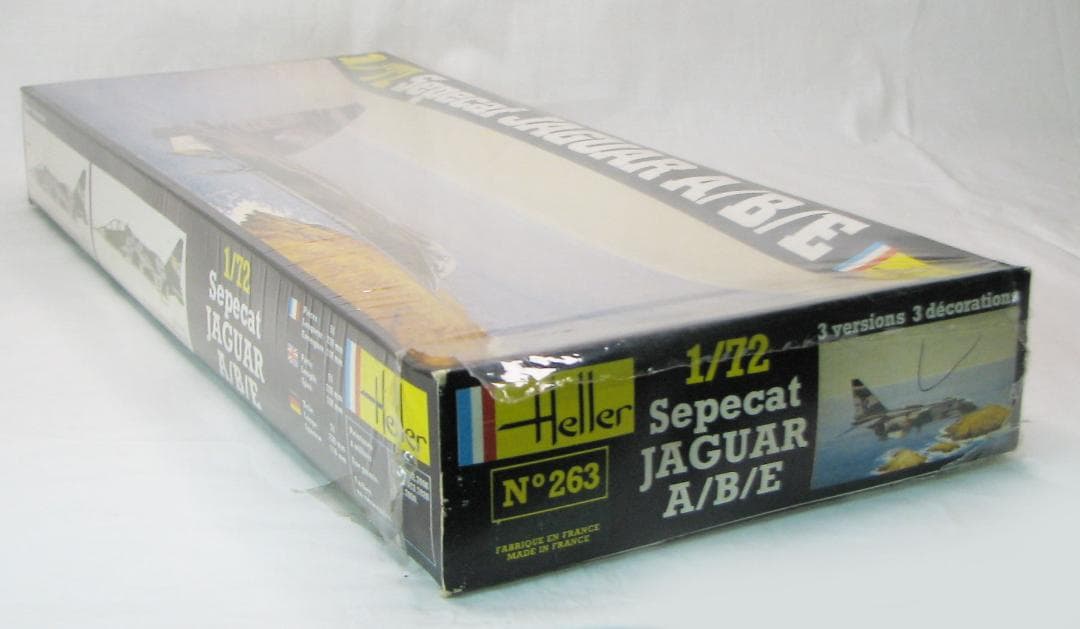 1/72 Sepecat JAGUAR A/B/E
1/72
Sepecat
JAGUAR
A/B/E
Heller
Heller
N° 263
FABRIQUÉ EN FRANCE
MADE IN FRANCE
1/72
Sepecat
JAGUAR
A/B/E
3 versions 3 décorations